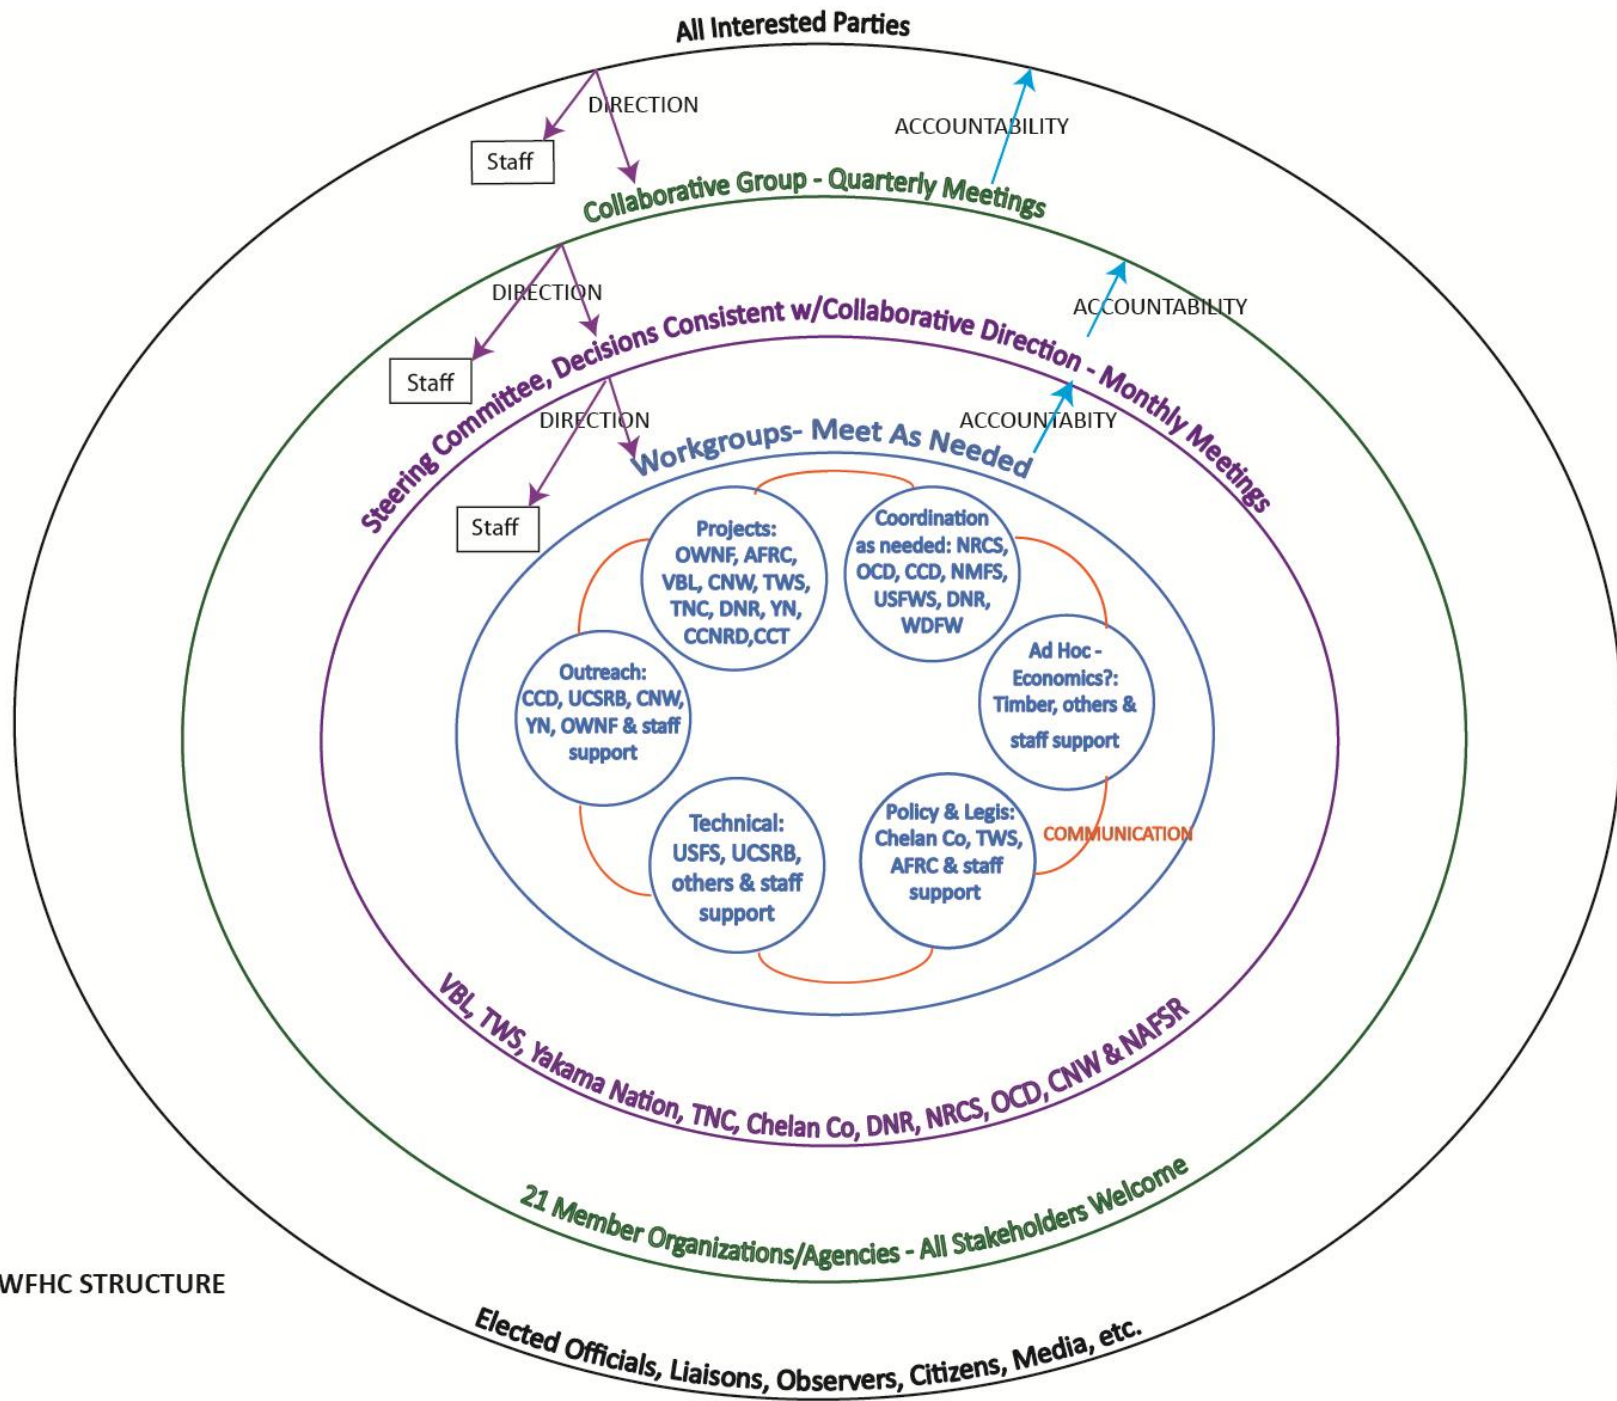 All Interested Parties
DIRECTION
ACCOUNTABILITY
Staff
Collaborative Group - Quarterly Meetings
DIRECTION
ACCOUNTABILITY
Staff
Steering Committee, Decisions Consistent w/Collaborative Direction - Monthly Meetings
DIRECTION
ACCOUNTABITY
Staff
Workgroups- Meet As Needed
Projects:
OWNF, AFRC,
VBL, CNW, TWS,
TNC, DNR, YN,
CCNRD,CCT
Coordination
as needed: NRCS,
OCD, CCD, NMFS,
USFWS, DNR,
WDFW
Outreach:
CCD, UCSRB, CNW,
YN, OWNF & staff
support
Ad Hoc -
Economics?:
Timber, others &
staff support
Technical:
USFS, UCSRB,
others & staff
support
Policy & Legis:
Chelan Co, TWS,
AFRC & staff
support
COMMUNICATION
VBL, TWS, Yakama Nation, TNC, Chelan Co, DNR, NRCS, OCD, CNW & NAFSR
21 Member Organizations/Agencies - All Stakeholders Welcome
WFHC STRUCTURE
Elected Officials, Liaisons, Observers, Citizens, Media, etc.